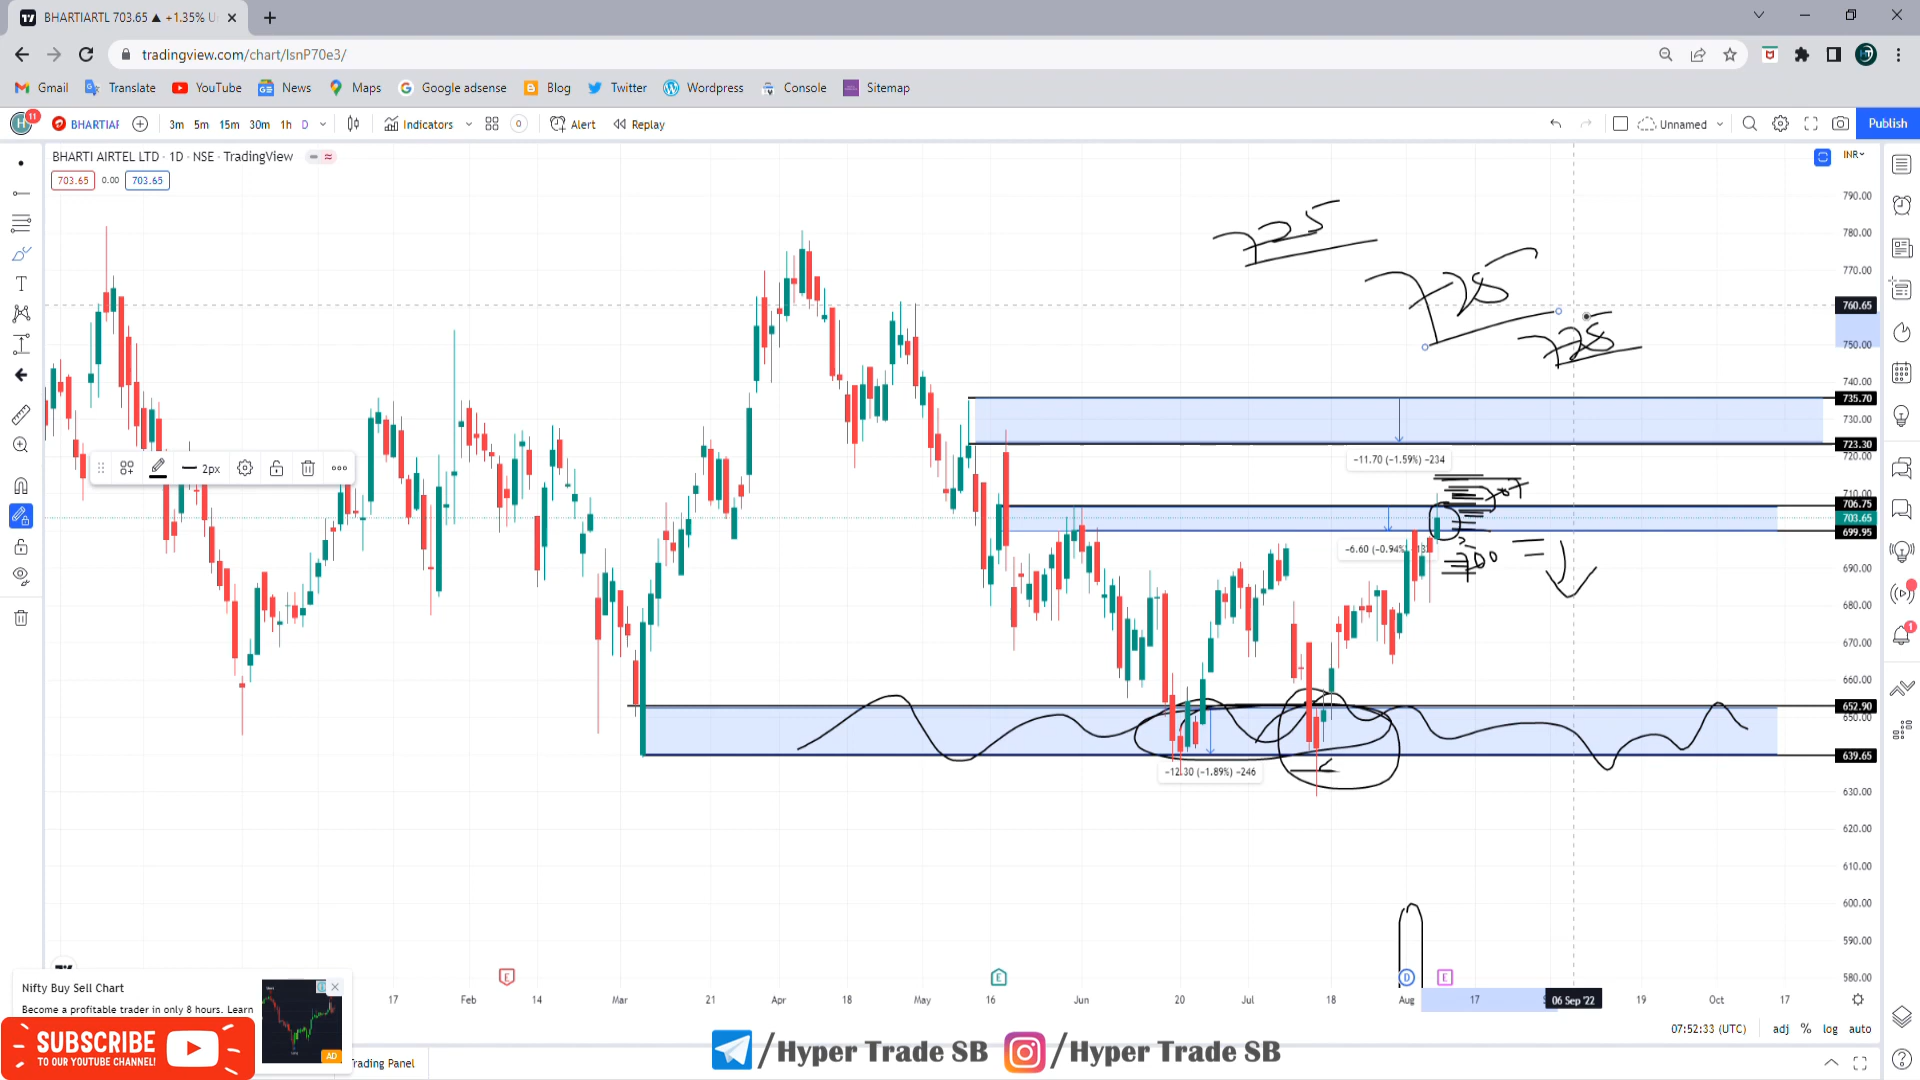 BHARTIARTL 703.65 ▲ +1.35% U
tradingview.com/chart/lsnP70e3/
Gmail Translate YouTube News Maps Google adsense Blog Twitter Wordpress Console Sitemap
11 BHARTIAF 3m 5m 15m 30m 1h D Indicators Alert Replay Unnamed Publish
BHARTI AIRTEL LTD · 1D · NSE · TradingView
INR
703.65 0.00 703.65
790.00
780.00
770.00
760.65
750.00
740.00
735.70
730.00
723.30
720.00
710.00
706.75
703.65
699.95
690.00
680.00
670.00
660.00
652.90
650.00
639.65
630.00
620.00
610.00
600.00
590.00
580.00
725
725
725
2px
−11.70 (−1.59%) −234
707
−6.60 (−0.94%
700
−12.30 (−1.89%) −246
E E D E
17 Feb 14 Mar 21 Apr 18 May 16 Jun 20 Jul 18 Aug 17 06 Sep '22 19 Oct 17
07:52:33 (UTC) adj % log auto
Nifty Buy Sell Chart
Become a profitable trader in only 8 hours. Learn
AD
SUBSCRIBE
TO OUR YOUTUBE CHANNEL!
rading Panel
/Hyper Trade SB /Hyper Trade SB